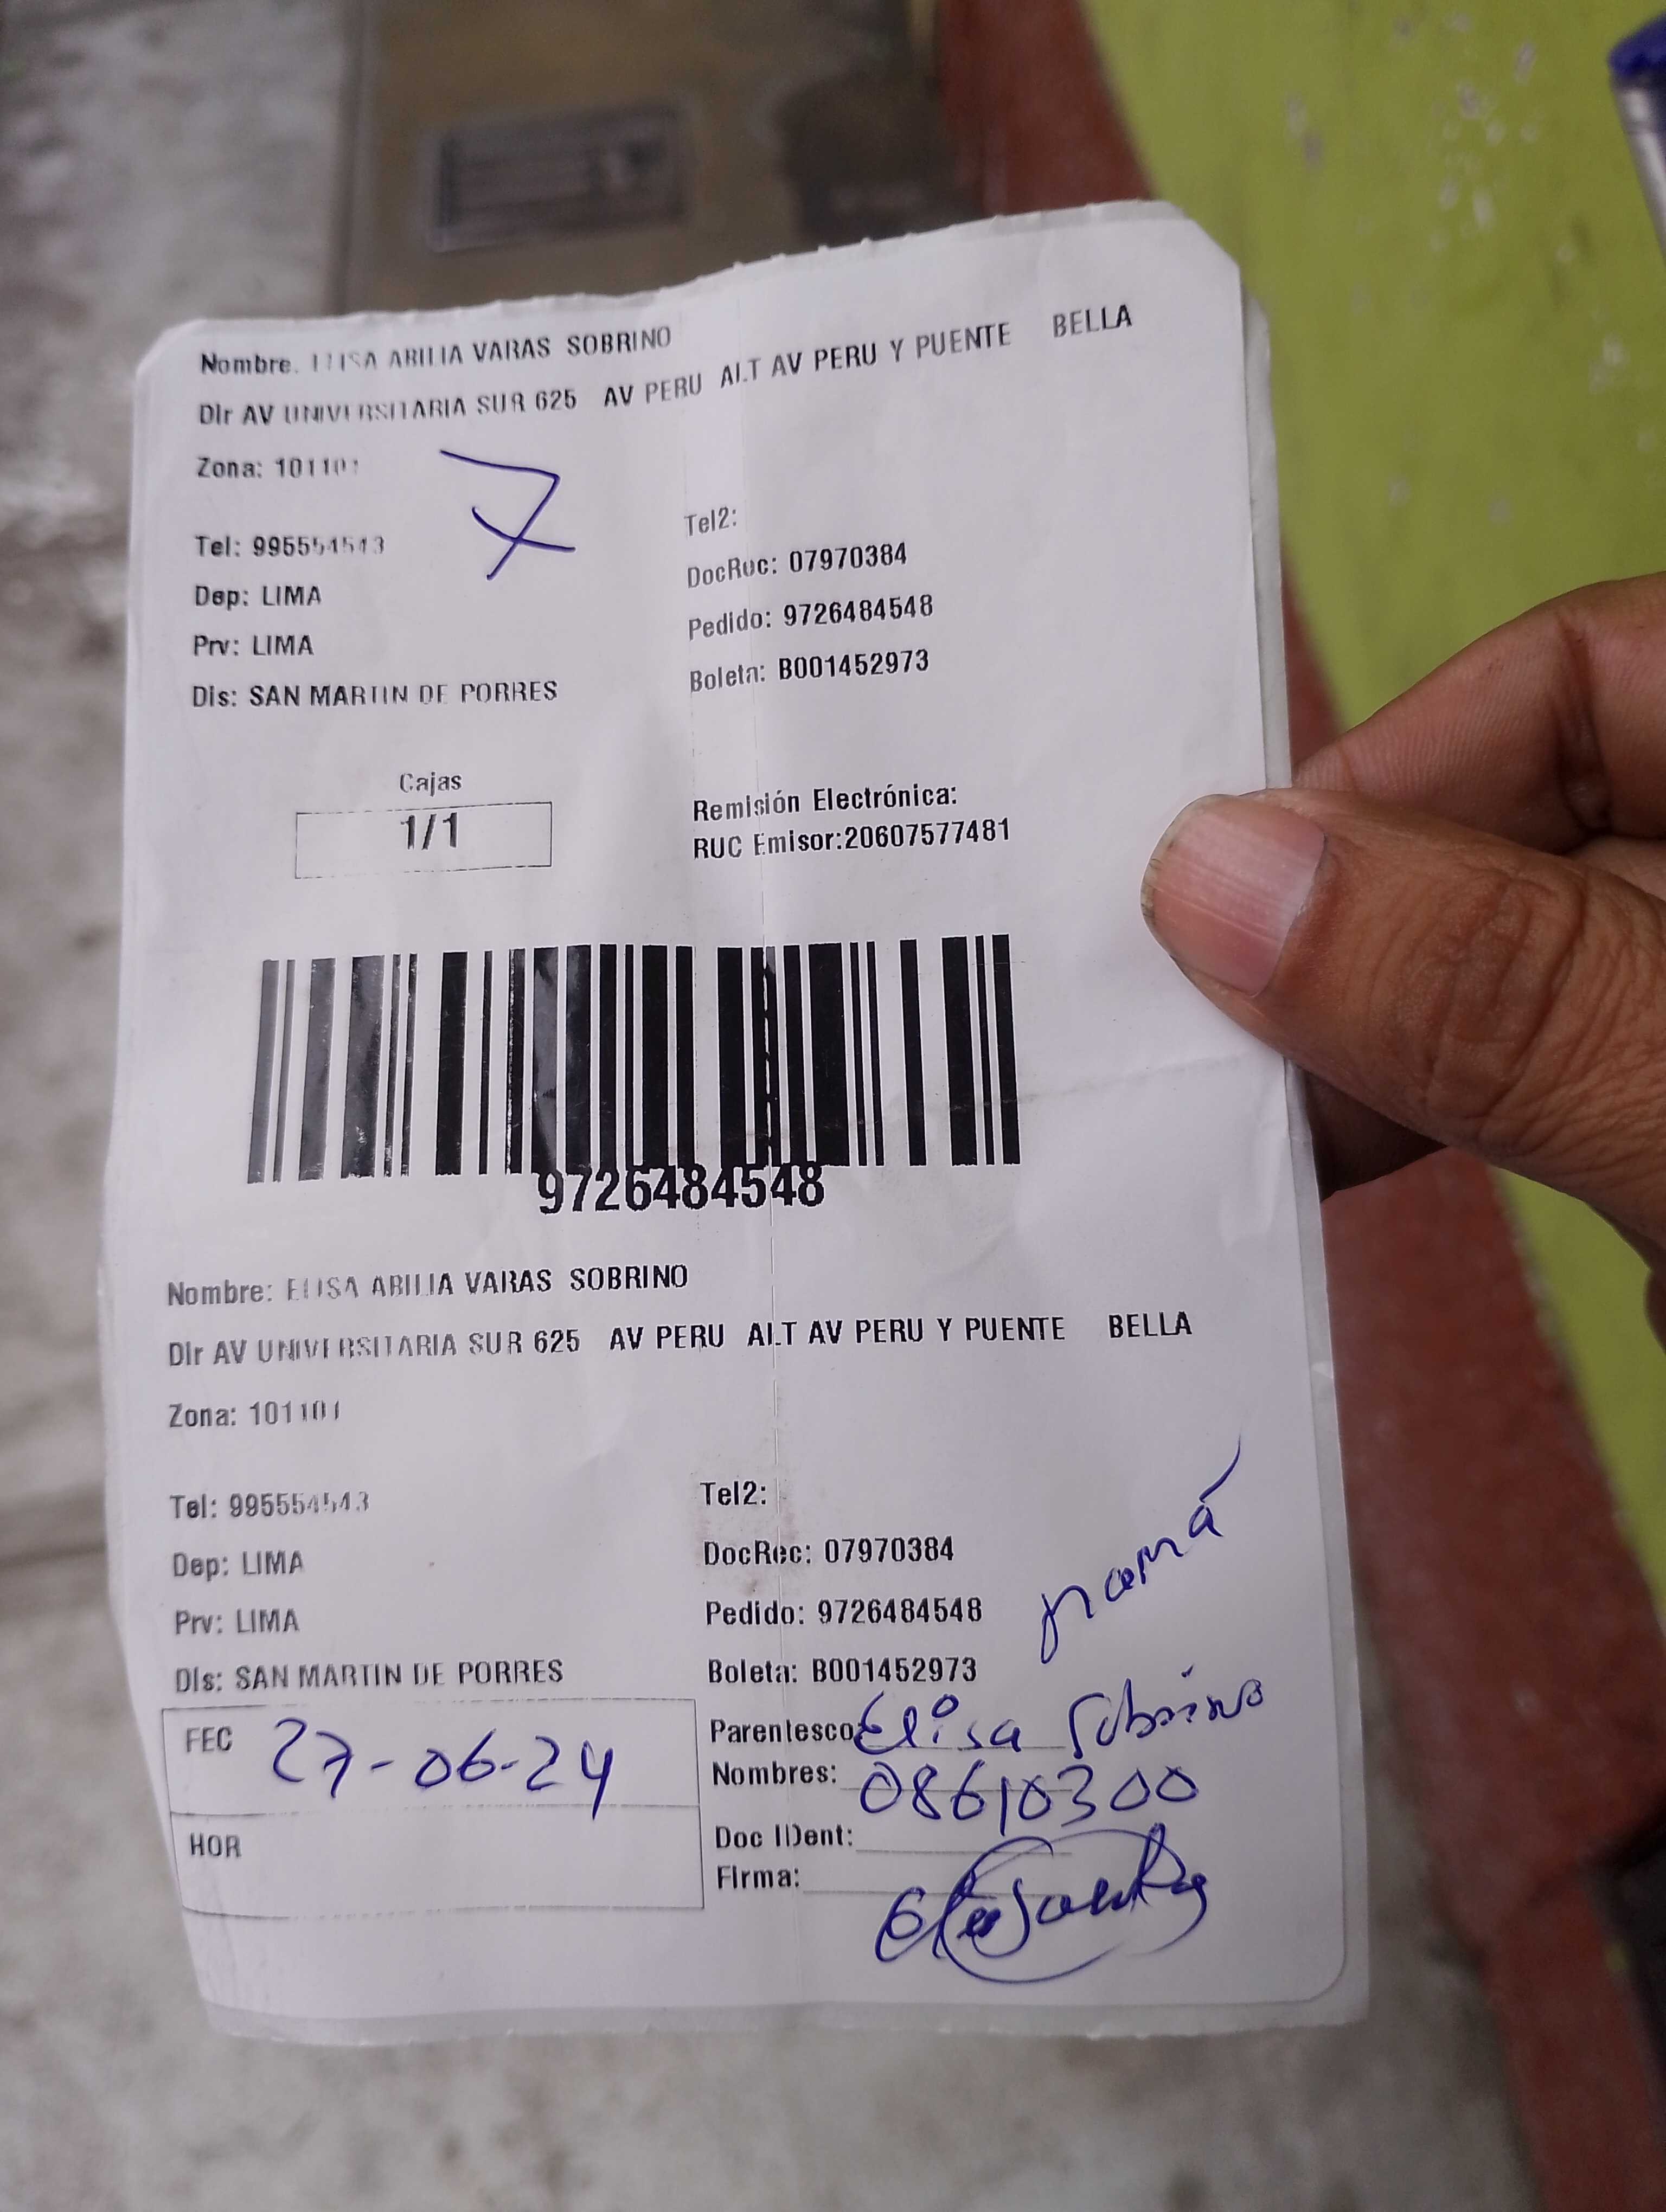 Nombre. ELISA ABILIA VARAS SOBRINO
Dir AV UNIVERSITARIA SUR 625 AV PERU ALT AV PERU Y PUENTE BELLA
Zona: 101101
7
Tel: 995554543
Tel2:
DocRec: 07970384
Dep: LIMA
Pedido: 9726484548
Prv: LIMA
Boleta: B001452973
Dis: SAN MARTIN DE PORRES
Cajas
1/1
Remisión Electrónica:
RUC Emisor:20607577481
9726484548
Nombre: ELISA ABILIA VARAS SOBRINO
Dir AV UNIVERSITARIA SUR 625 AV PERU ALT AV PERU Y PUENTE BELLA
Zona: 101101
Tel: 995554543
Tel2:
DocRec: 07970384
Dep: LIMA
Pedido: 9726484548
Prv: LIMA
mamá
Boleta: B001452973
Dis: SAN MARTIN DE PORRES
FEC 27-06-24
Parentesco: Elisa Sobrino
Nombres: 08610300
HOR
Doc IDent:
Firma: